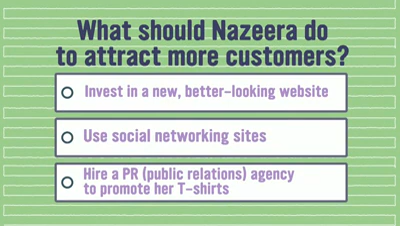 What should Nazeera do
to attract more customers?
Invest in a new, better-looking website
Use social networking sites
Hire a PR (public relations) agency
to promote her T-shirts